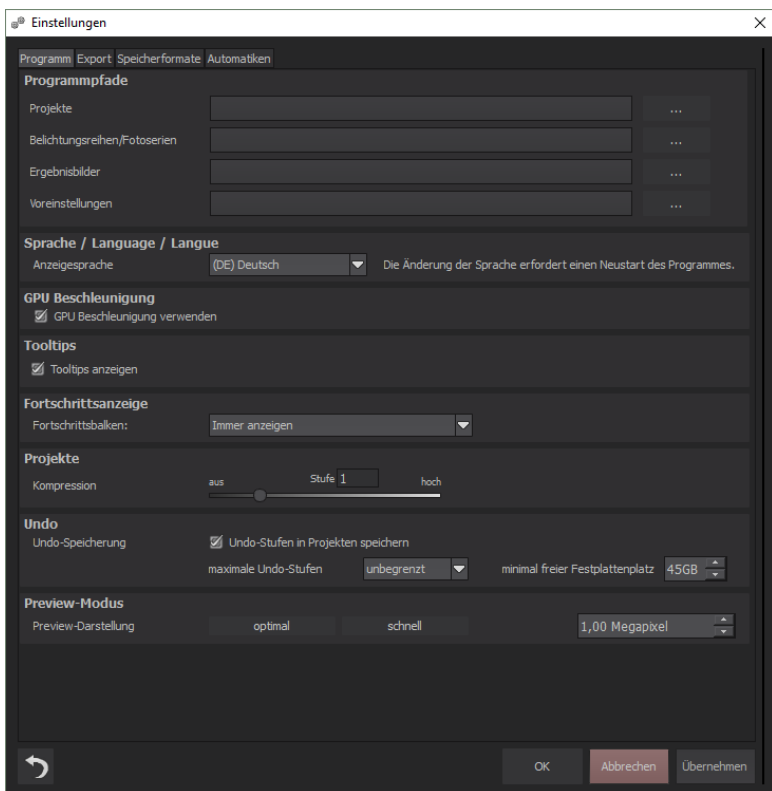 Einstellungen
Programm Export Speicherformate Automatiken
Programmpfade
Projekte ...
Belichtungsreihen/Fotoserien ...
Ergebnisbilder ...
Voreinstellungen ...
Sprache / Language / Langue
Anzeigesprache (DE) Deutsch Die Änderung der Sprache erfordert einen Neustart des Programmes.
GPU Beschleunigung
GPU Beschleunigung verwenden
Tooltips
Tooltips anzeigen
Fortschrittsanzeige
Fortschrittsbalken: Immer anzeigen
Projekte
Kompression aus Stufe 1 hoch
Undo
Undo-Speicherung Undo-Stufen in Projekten speichern
maximale Undo-Stufen unbegrenzt minimal freier Festplattenplatz 45GB
Preview-Modus
Preview-Darstellung optimal schnell 1,00 Megapixel
OK Abbrechen Übernehmen